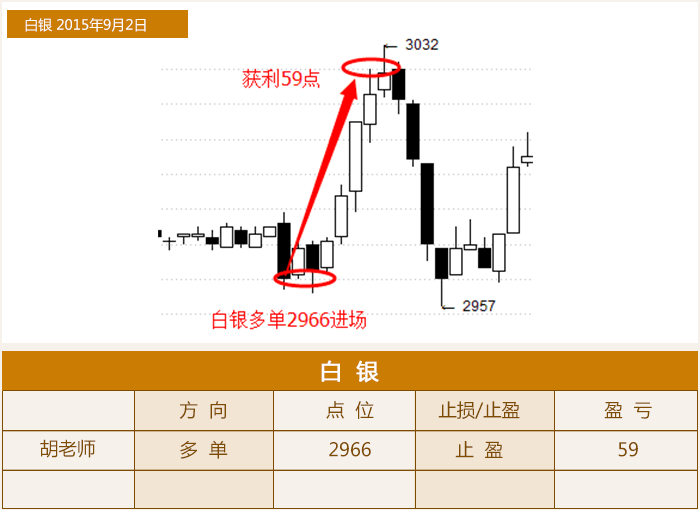 白银 2015年9月2日
← 3032
获利59点
← 2957
白银多单2966进场
白 银
方 向 点 位 止损/止盈 盈 亏
胡老师 多 单 2966 止 盈 59